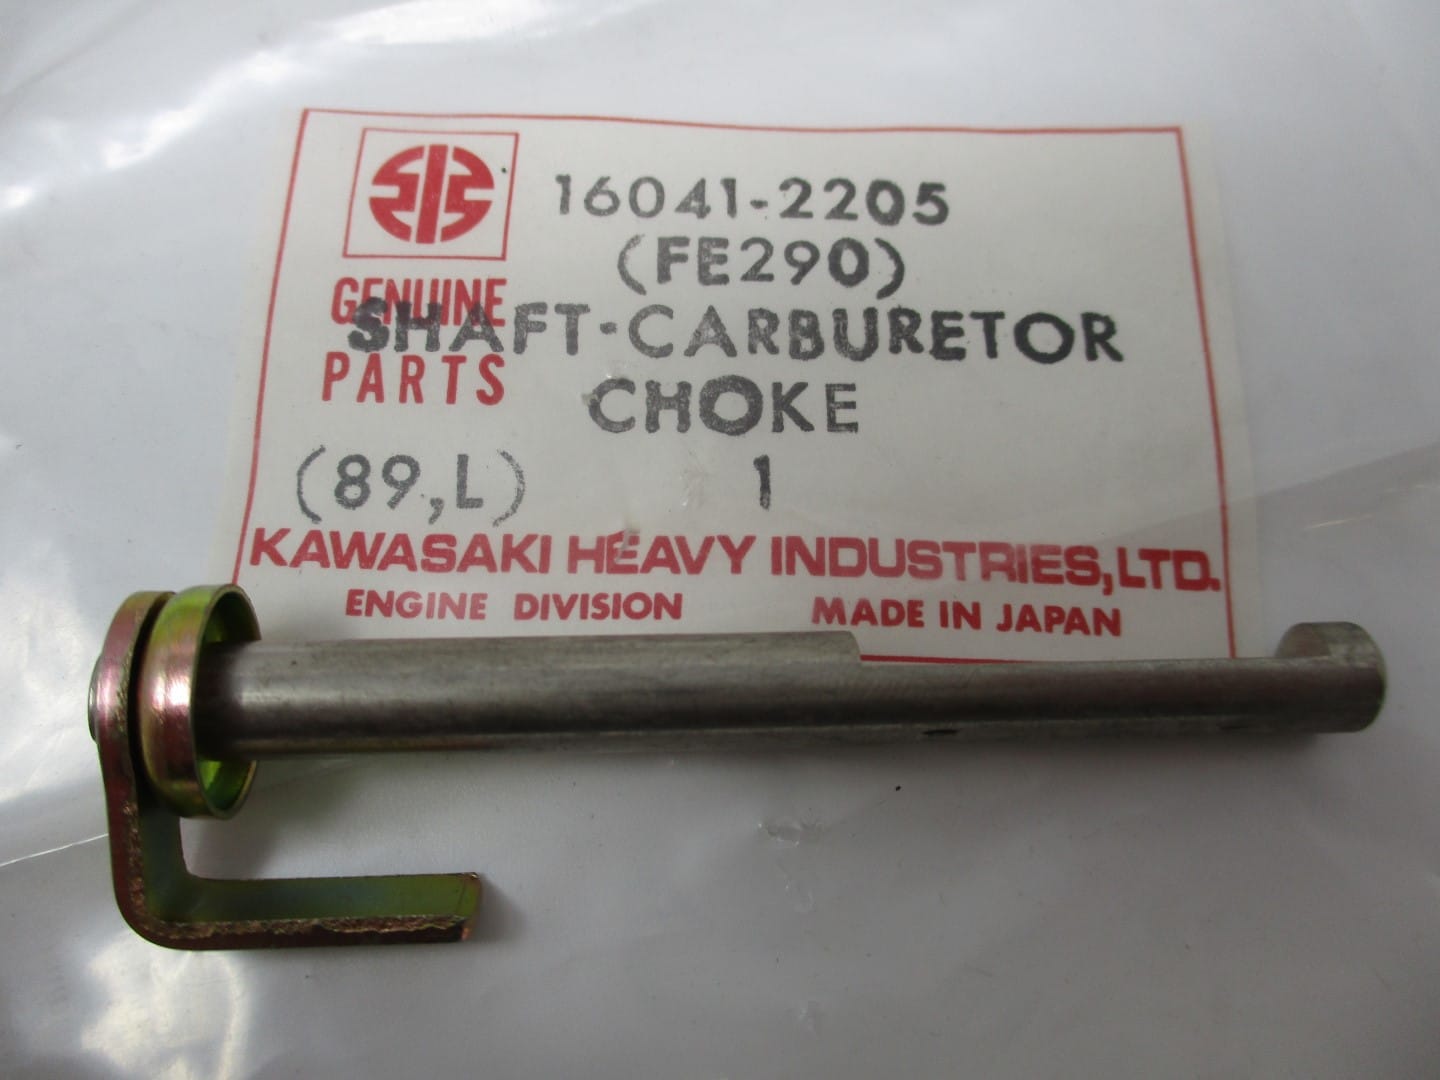 16041-2205
(FE290)
GENUINE
SHAFT-CARBURETOR
PARTS
CHOKE
(89,L) 1
KAWASAKI HEAVY INDUSTRIES,LTD.
ENGINE DIVISION MADE IN JAPAN